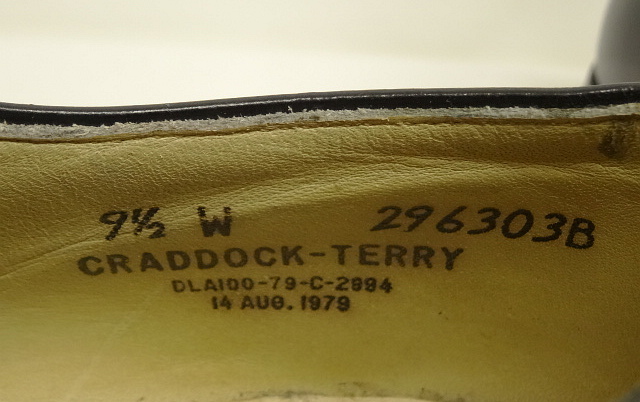 9½ W 296303B
CRADDOCK-TERRY
DLA100-79-C-2994
14 AUG. 1979